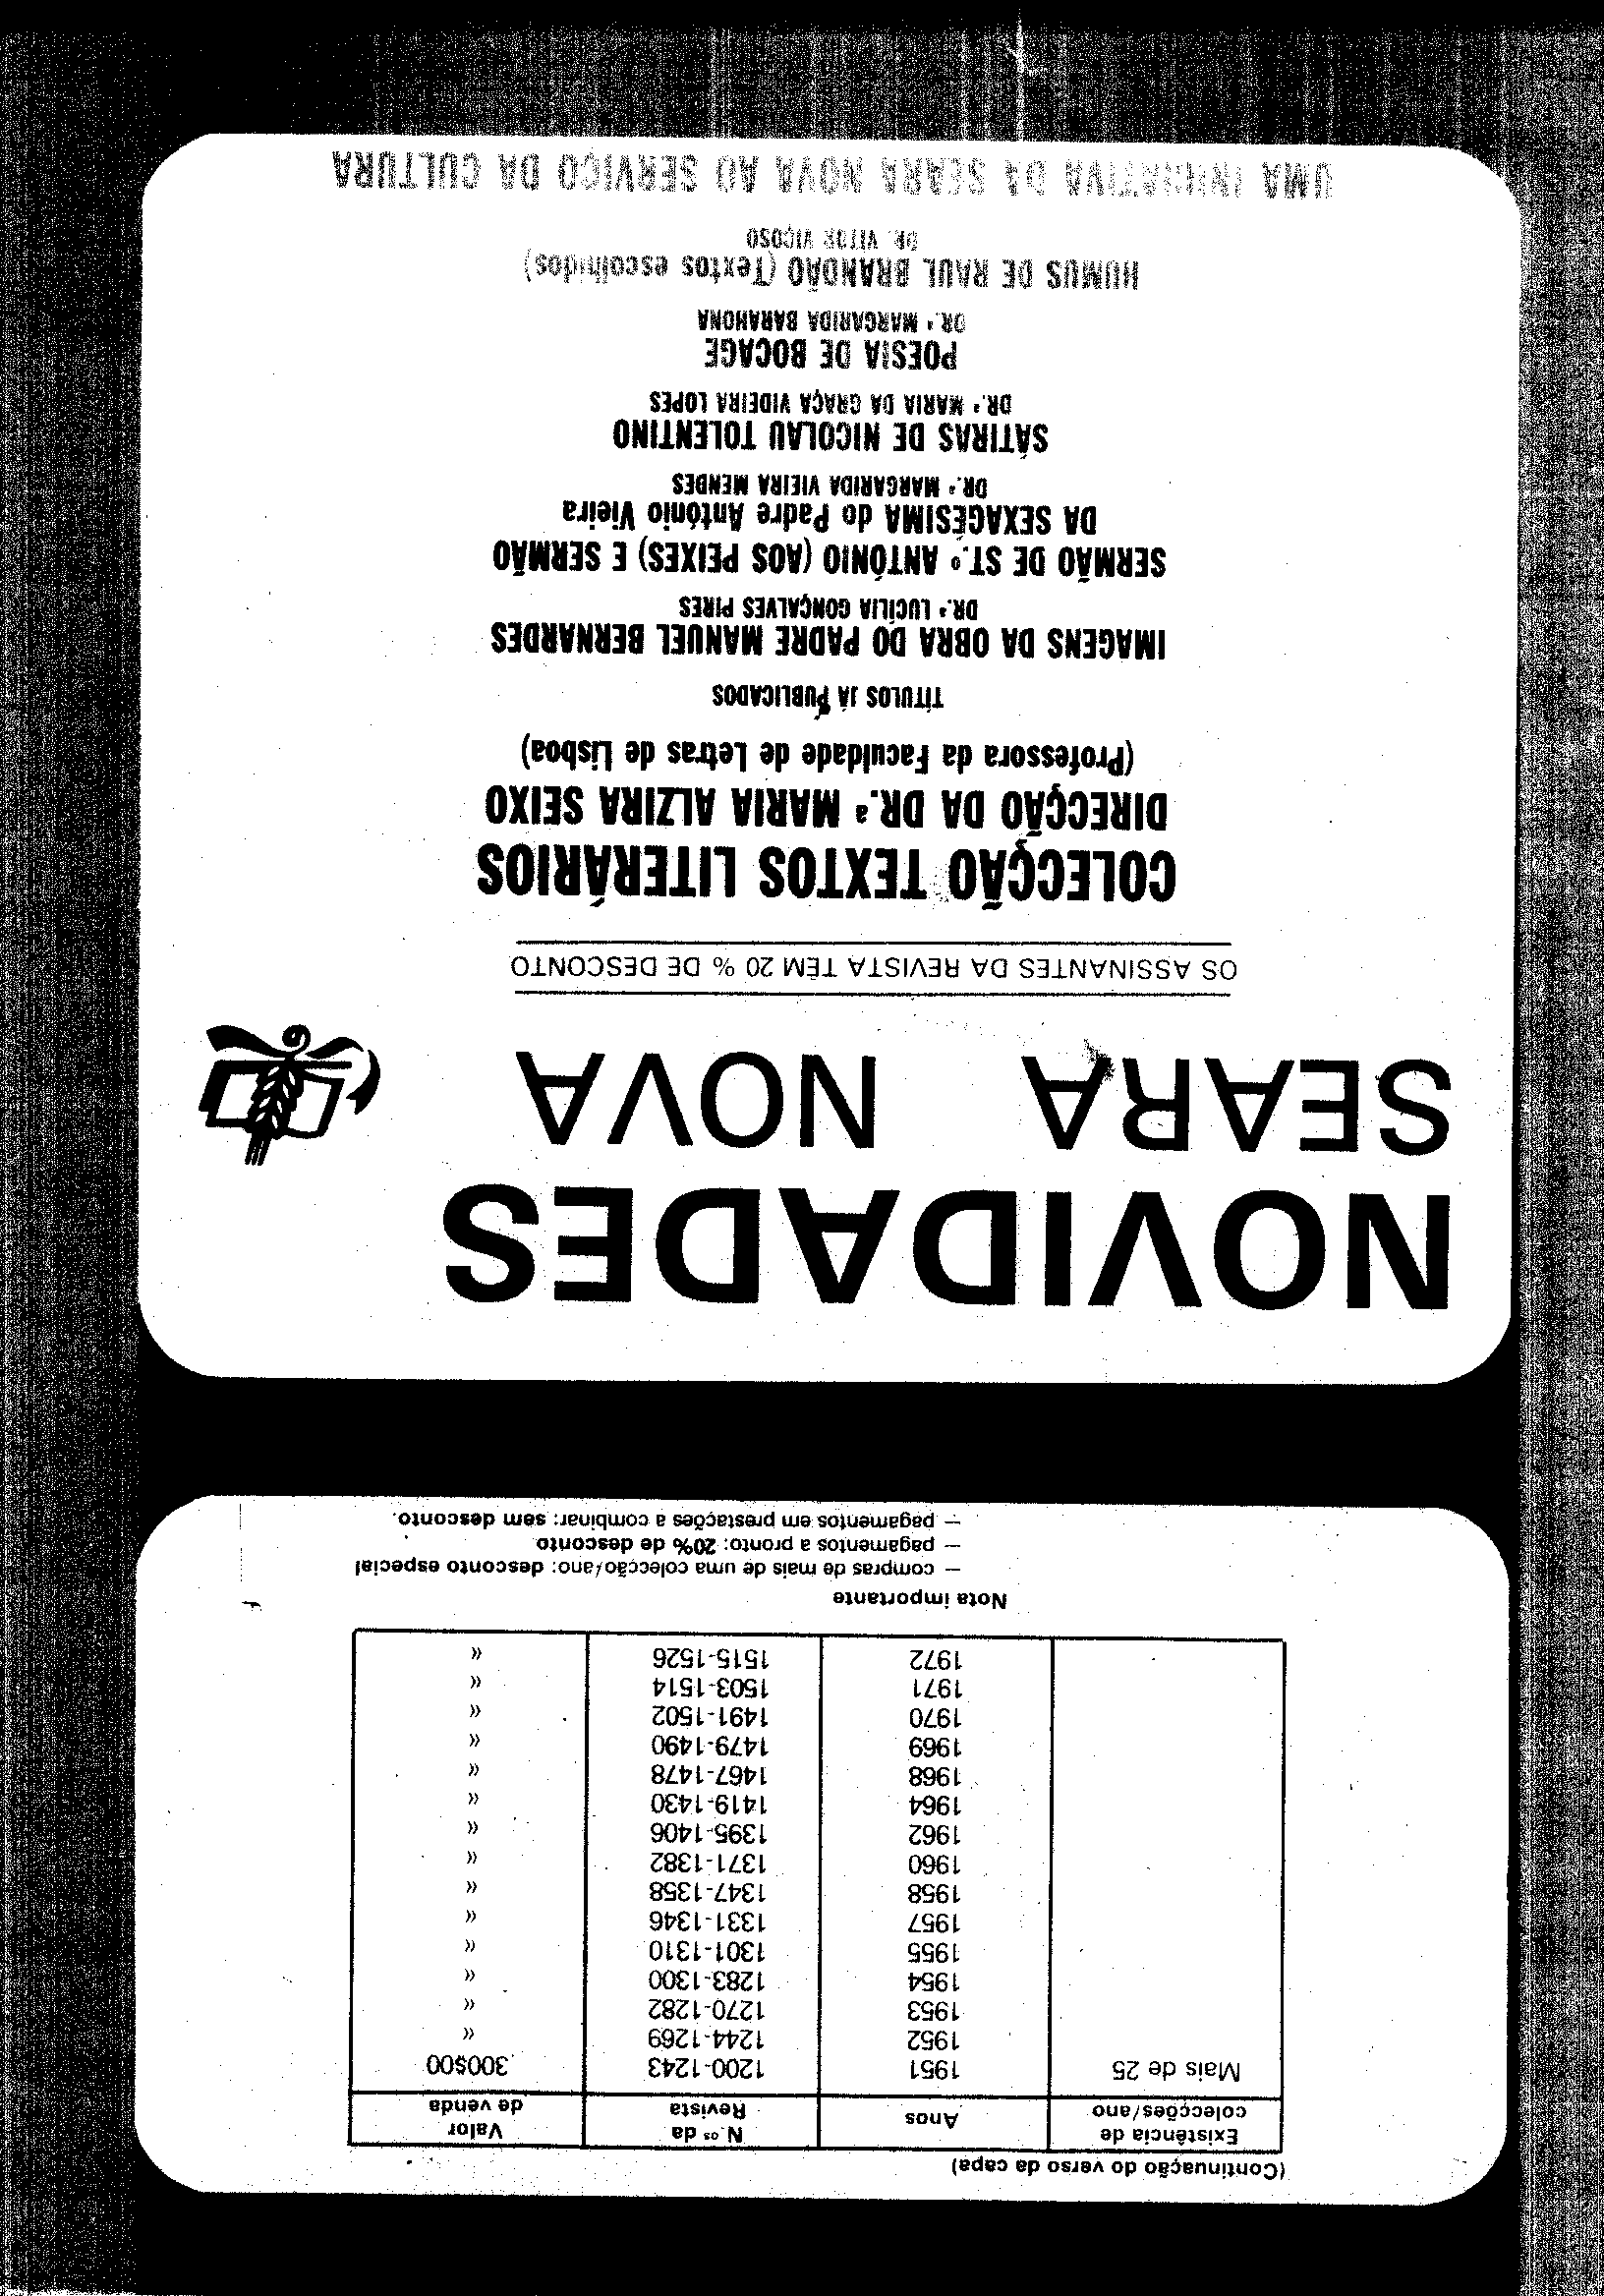 (Continuação do verso da capa)
Existência de colecções/ano | Anos | N.os da Revista | Valor de venda
Mais de 25 | 1951 | 1200-1243 | 300$00
1952 | 1244-1269 | »
1953 | 1270-1282 | »
1954 | 1283-1300 | »
1955 | 1301-1310 | »
1957 | 1331-1346 | »
1958 | 1347-1358 | »
1960 | 1371-1382 | »
1962 | 1395-1406 | »
1964 | 1419-1430 | »
1968 | 1467-1478 | »
1969 | 1479-1490 | »
1970 | 1491-1502 | »
1971 | 1503-1514 | »
1972 | 1515-1526 | »
Nota importante
— compras de mais de uma colecção/ano: desconto especial
— pagamentos a pronto: 20% de desconto
— pagamentos em prestações a combinar: sem desconto.
NOVIDADES
SEARA NOVA
OS ASSINANTES DA REVISTA TÊM 20 % DE DESCONTO
COLECÇÃO TEXTOS LITERÁRIOS
DIRECÇÃO DA DR.ª MARIA ALZIRA SEIXO
(Professora da Faculdade de Letras de Lisboa)
TÍTULOS JÁ PUBLICADOS
IMAGENS DA OBRA DO PADRE MANUEL BERNARDES
DR.ª LUCÍLIA GONÇALVES PIRES
SERMÃO DE ST.º ANTÓNIO (AOS PEIXES) E SERMÃO
DA SEXAGÉSIMA do Padre António Vieira
DR.ª MARGARIDA VIEIRA MENDES
SÁTIRAS DE NICOLAU TOLENTINO
DR.ª MARIA DA GRAÇA VIDEIRA LOPES
POESIA DE BOCAGE
DR.ª MARGARIDA BARAHONA
HUMUS DE RAUL BRANDÃO (Textos escolhidos)
DR. VITOR VIÇOSO
UMA INICIATIVA DA SEARA NOVA AO SERVIÇO DA CULTURA